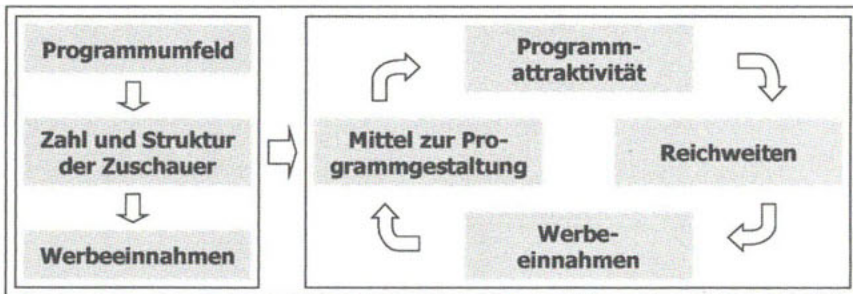 Programmumfeld
Zahl und Struktur
der Zuschauer
Werbeeinnahmen
Programm-
attraktivität
Mittel zur Pro-
grammgestaltung
Reichweiten
Werbe-
einnahmen